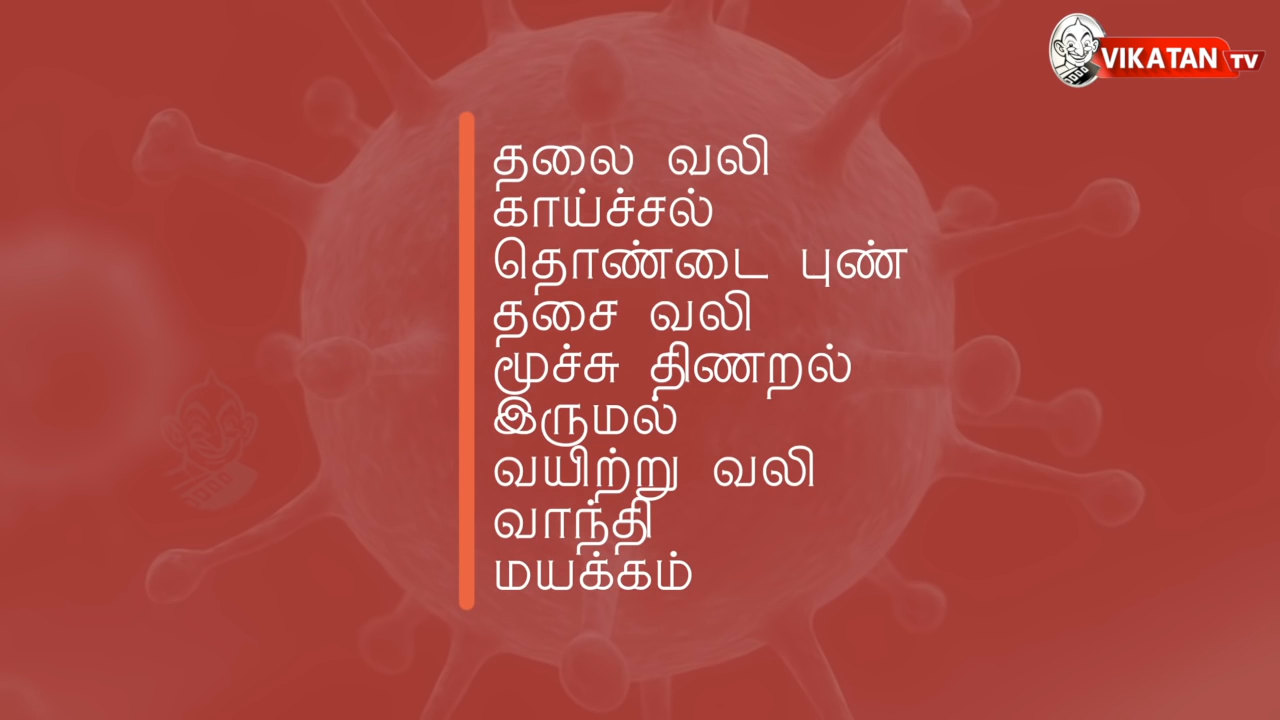 VIKATAN TV
தலை வலி
காய்ச்சல்
தொண்டை புண்
தசை வலி
மூச்சு திணறல்
இருமல்
வயிற்று வலி
வாந்தி
மயக்கம்